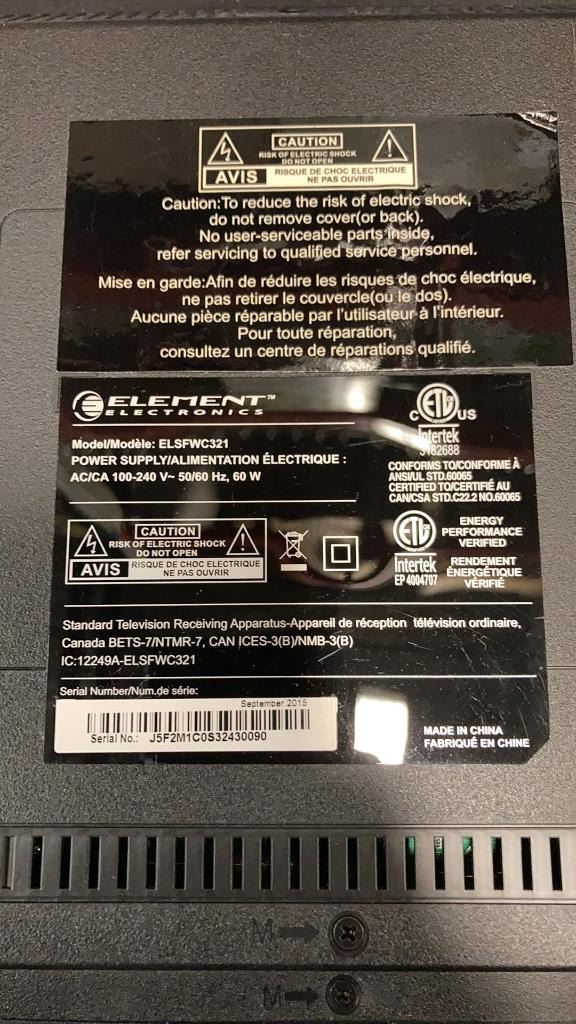 CAUTION
RISK OF ELECTRIC SHOCK
DO NOT OPEN
AVIS
RISQUE DE CHOC ELECTRIQUE
NE PAS OUVRIR
Caution:To reduce the risk of electric shock,
do not remove cover(or back).
No user-serviceable parts inside,
refer servicing to qualified service personnel.
Mise en garde:Afin de réduire les risques de choc électrique,
ne pas retirer le couvercle(ou le dos).
Aucune pièce réparable par l'utilisateur à l'intérieur.
Pour toute réparation,
consultez un centre de réparations qualifié.
ELEMENT™
ELECTRONICS
Model/Modèle: ELSFWC321
POWER SUPPLY/ALIMENTATION ÉLECTRIQUE :
AC/CA 100-240 V~ 50/60 Hz, 60 W
C ETL US
Intertek
3182688
CONFORMS TO/CONFORME À
ANSI/UL STD.60065
CERTIFIED TO/CERTIFIÉ AU
CAN/CSA STD.C22.2 NO.60065
CAUTION
RISK OF ELECTRIC SHOCK
DO NOT OPEN
AVIS
RISQUE DE CHOC ELECTRIQUE
NE PAS OUVRIR
ETL
Intertek
EP 4004707
ENERGY
PERFORMANCE
VERIFIED
RENDEMENT
ÉNERGÉTIQUE
VÉRIFIÉ
Standard Television Receiving Apparatus-Appareil de réception télévision ordinaire,
Canada BETS-7/NTMR-7, CAN ICES-3(B)/NMB-3(B)
IC:12249A-ELSFWC321
Serial Number/Num.de série:
September 2015
Serial No.: J5F2M1C0S32430090
MADE IN CHINA
FABRIQUÉ EN CHINE
M
M